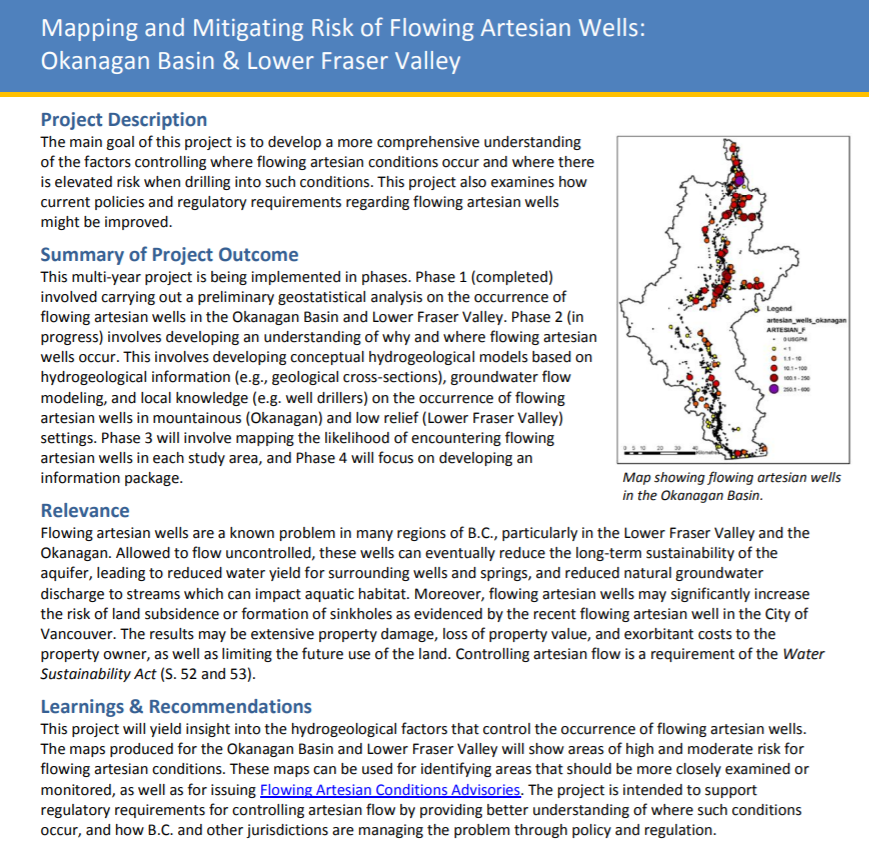 Mapping and Mitigating Risk of Flowing Artesian Wells:
Okanagan Basin & Lower Fraser Valley
Project Description
The main goal of this project is to develop a more comprehensive understanding
of the factors controlling where flowing artesian conditions occur and where there
is elevated risk when drilling into such conditions. This project also examines how
current policies and regulatory requirements regarding flowing artesian wells
might be improved.
Summary of Project Outcome
This multi-year project is being implemented in phases. Phase 1 (completed)
involved carrying out a preliminary geostatistical analysis on the occurrence of
flowing artesian wells in the Okanagan Basin and Lower Fraser Valley. Phase 2 (in
progress) involves developing an understanding of why and where flowing artesian
wells occur. This involves developing conceptual hydrogeological models based on
hydrogeological information (e.g., geological cross-sections), groundwater flow
modeling, and local knowledge (e.g. well drillers) on the occurrence of flowing
artesian wells in mountainous (Okanagan) and low relief (Lower Fraser Valley)
settings. Phase 3 will involve mapping the likelihood of encountering flowing
artesian wells in each study area, and Phase 4 will focus on developing an
information package.
Legend
artesian_wells_okanagan
ARTESIAN_F
0 USGPM
< 1
1.1 - 10
10.1 - 100
100.1 - 250
250.1 - 600
0 5 10 20 30 40
Map showing flowing artesian wells
in the Okanagan Basin.
Relevance
Flowing artesian wells are a known problem in many regions of B.C., particularly in the Lower Fraser Valley and the
Okanagan. Allowed to flow uncontrolled, these wells can eventually reduce the long-term sustainability of the
aquifer, leading to reduced water yield for surrounding wells and springs, and reduced natural groundwater
discharge to streams which can impact aquatic habitat. Moreover, flowing artesian wells may significantly increase
the risk of land subsidence or formation of sinkholes as evidenced by the recent flowing artesian well in the City of
Vancouver. The results may be extensive property damage, loss of property value, and exorbitant costs to the
property owner, as well as limiting the future use of the land. Controlling artesian flow is a requirement of the Water
Sustainability Act (S. 52 and 53).
Learnings & Recommendations
This project will yield insight into the hydrogeological factors that control the occurrence of flowing artesian wells.
The maps produced for the Okanagan Basin and Lower Fraser Valley will show areas of high and moderate risk for
flowing artesian conditions. These maps can be used for identifying areas that should be more closely examined or
monitored, as well as for issuing Flowing Artesian Conditions Advisories. The project is intended to support
regulatory requirements for controlling artesian flow by providing better understanding of where such conditions
occur, and how B.C. and other jurisdictions are managing the problem through policy and regulation.